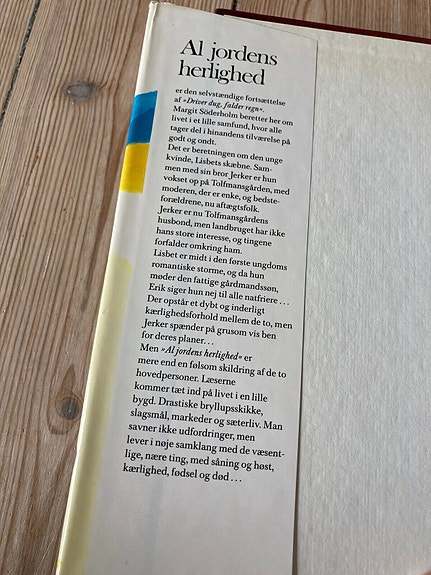 Al jordens
herlighed
er den selvstændige fortsættelse
af »Driver dug, falder regn«.
Margit Söderholm beretter her om
livet i et lille samfund, hvor alle
tager del i hinandens tilværelse på
godt og ondt.
Det er beretningen om den unge
kvinde, Lisbets skæbne. Sam-
men med sin bror Jerker er hun
vokset op på Tolfmansgården, med
moderen, der er enke, og bedste-
forældrene, nu aftægtsfolk.
Jerker er nu Tolfmansgårdens
husbond, men landbruget har ikke
hans store interesse, og tingene
forfalder omkring ham.
Lisbet er midt i den første ungdoms
romantiske storme, og da hun
møder den fattige gårdmandssøn,
Erik siger hun nej til alle natfriere...
Der opstår et dybt og inderligt
kærlighedsforhold mellem de to, men
Jerker spænder på grusom vis ben
for deres planer...
Men »Al jordens herlighed« er
mere end en følsom skildring af de to
hovedpersoner. Læserne
kommer tæt ind på livet i en lille
bygd. Drastiske bryllupsskikke,
slagsmål, markeder og sæterliv. Man
savner ikke udfordringer, men
lever i nøje samklang med de væsent-
lige, nære ting, med såning og høst,
kærlighed, fødsel og død...